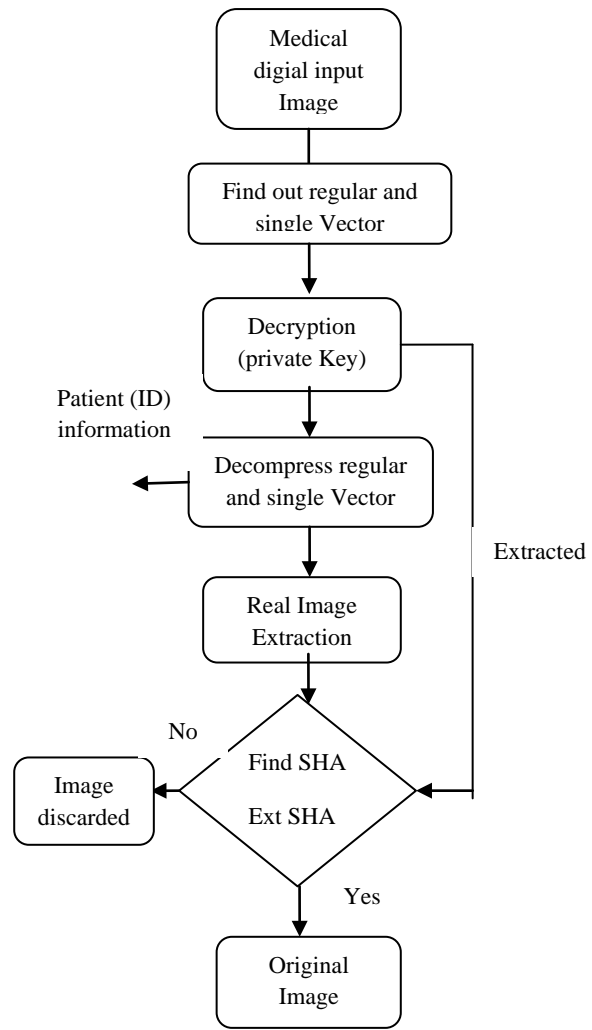 Medical
digial input
Image
Find out regular and
single Vector
Decryption
(private Key)
Patient (ID)
information
Decompress regular
and single Vector
Extracted
Real Image
Extraction
No
Find SHA
Ext SHA
Image
discarded
Yes
Original
Image